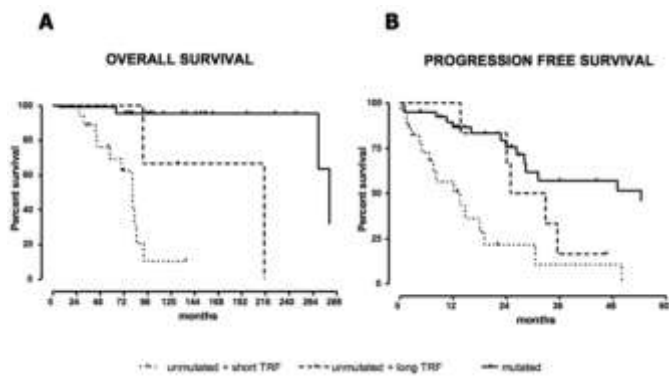 A
B
OVERALL SURVIVAL
PROGRESSION FREE SURVIVAL
Percent survival
100
80
60
40
20
0
0 24 48 72 96 120 144 168 192 216 240 264 288
months
Percent survival
100
75
50
25
0
0 12 24 36 48 60
months
unmutated + short TRF
unmutated + long TRF
mutated